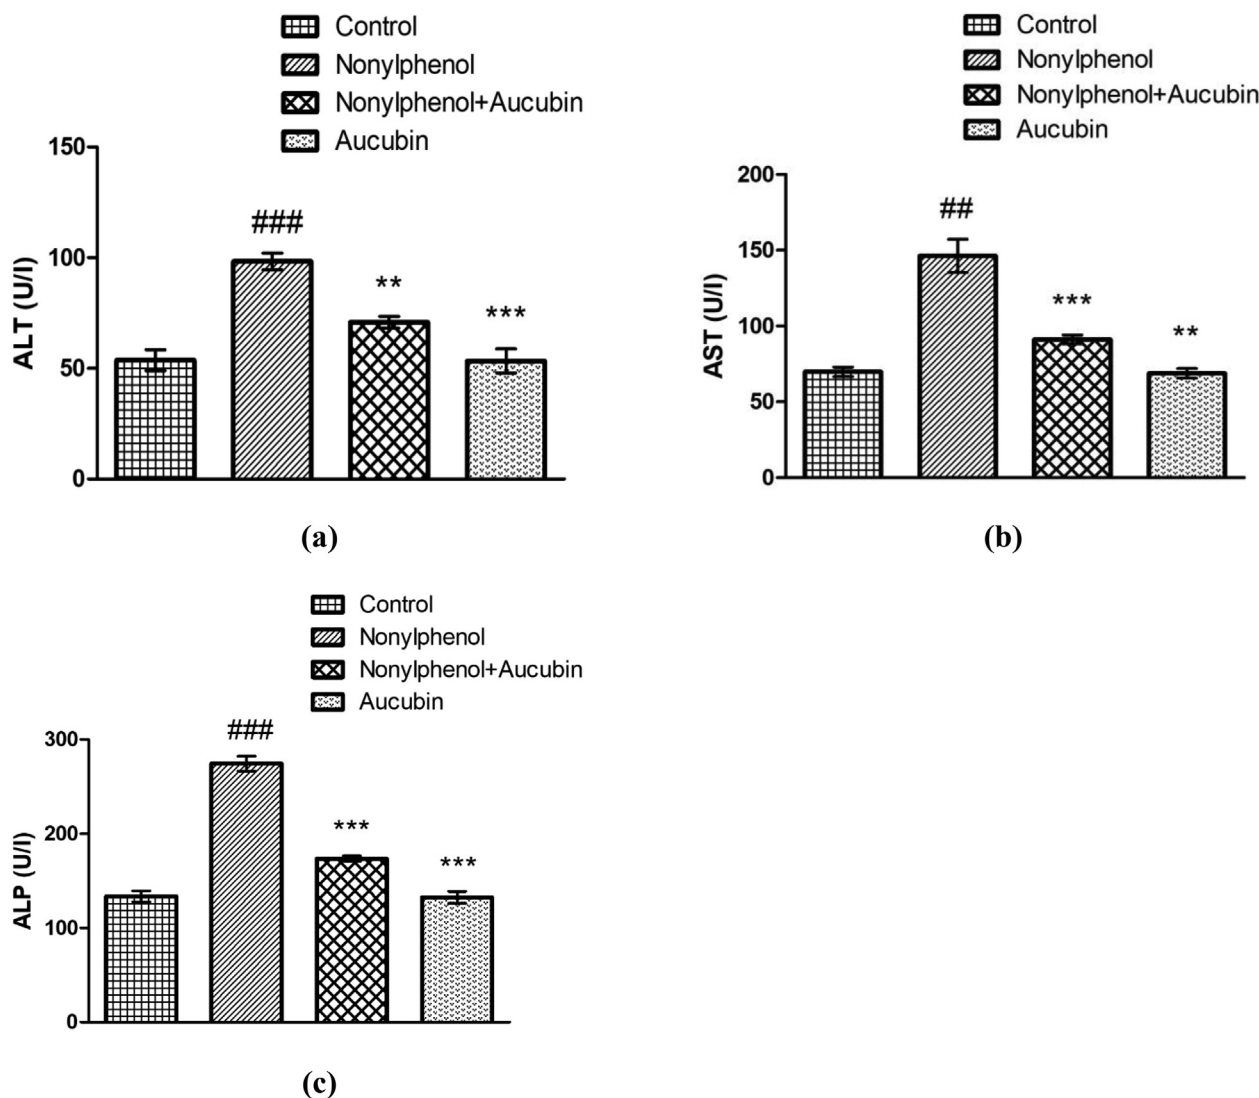 Control
Nonylphenol
Nonylphenol+Aucubin
Aucubin
150
100
50
0
ALT (U/l)
###
**
***
(a)
Control
Nonylphenol
Nonylphenol+Aucubin
Aucubin
200
150
100
50
0
AST (U/l)
##
***
**
(b)
Control
Nonylphenol
Nonylphenol+Aucubin
Aucubin
300
200
100
0
ALP (U/l)
###
***
***
(c)